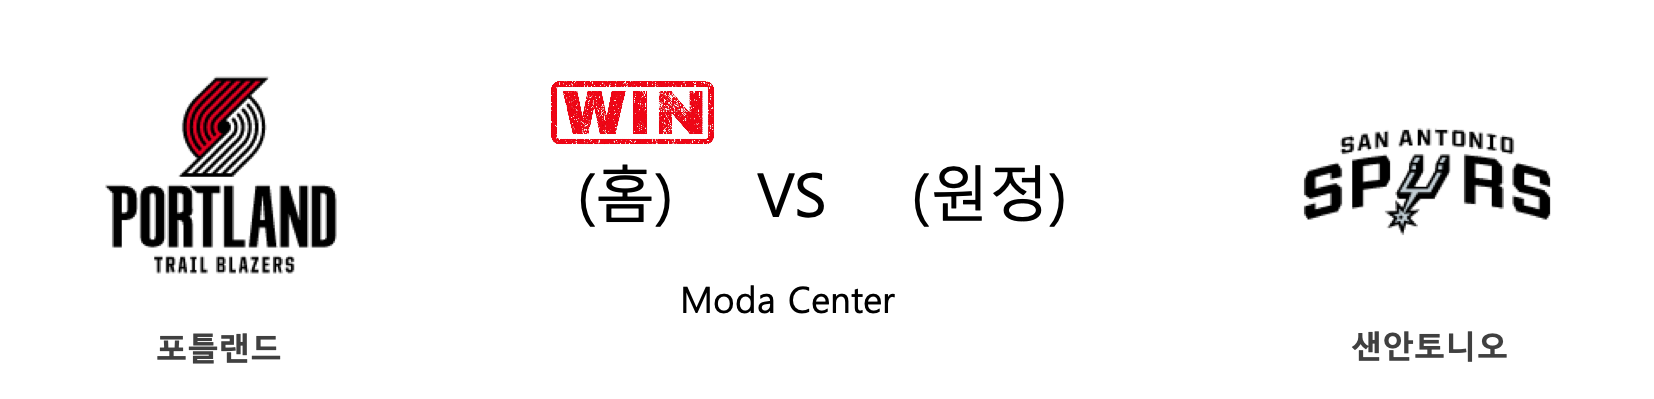 PORTLAND
TRAIL BLAZERS
포틀랜드
WIN
(홈) VS (원정)
Moda Center
SAN ANTONIO
SPURS
샌안토니오